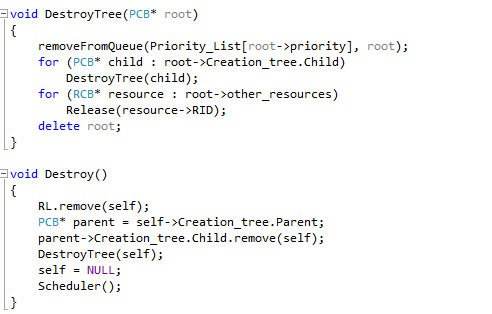 void DestroyTree(PCB* root)
{
    removeFromQueue(Priority_List[root->priority], root);
    for (PCB* child : root->Creation_tree.Child)
        DestroyTree(child);
    for (RCB* resource : root->other_resources)
        Release(resource->RID);
    delete root;
}
void Destroy()
{
    RL.remove(self);
    PCB* parent = self->Creation_tree.Parent;
    parent->Creation_tree.Child.remove(self);
    DestroyTree(self);
    self = NULL;
    Scheduler();
}